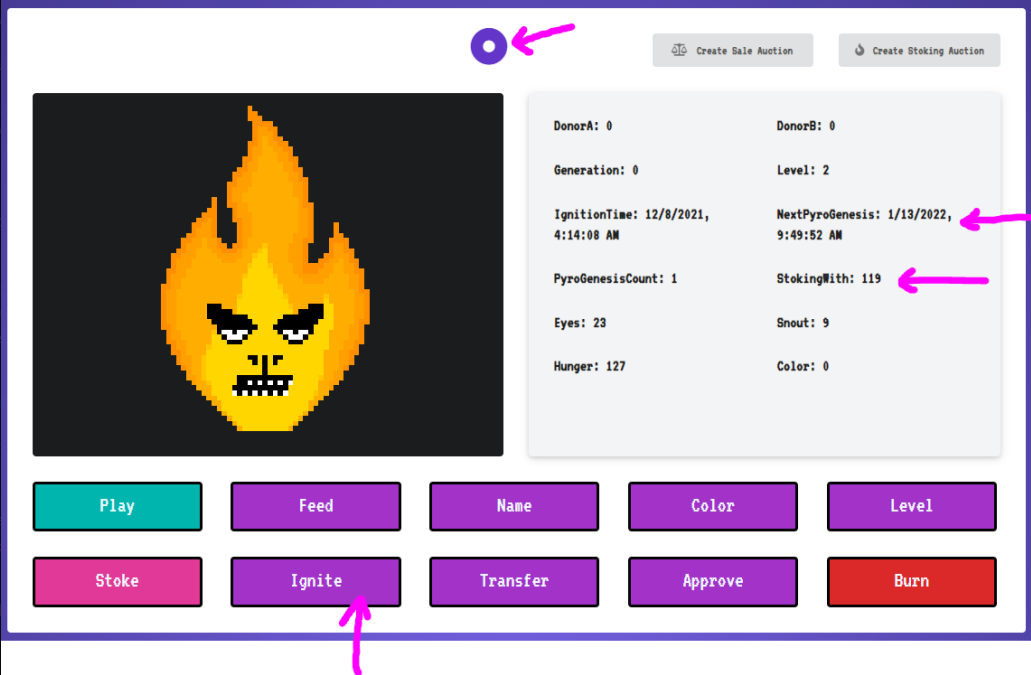 Create Sale Auction
Create Stoking Auction
DonorA: 0
DonorB: 0
Generation: 0
Level: 2
IgnitionTime: 12/8/2021,
4:14:08 AM
NextPyroGenesis: 1/13/2022,
9:49:52 AM
PyroGenesisCount: 1
StokingWith: 119
Eyes: 23
Snout: 9
Hunger: 127
Color: 0
Play
Feed
Name
Color
Level
Stoke
Ignite
Transfer
Approve
Burn